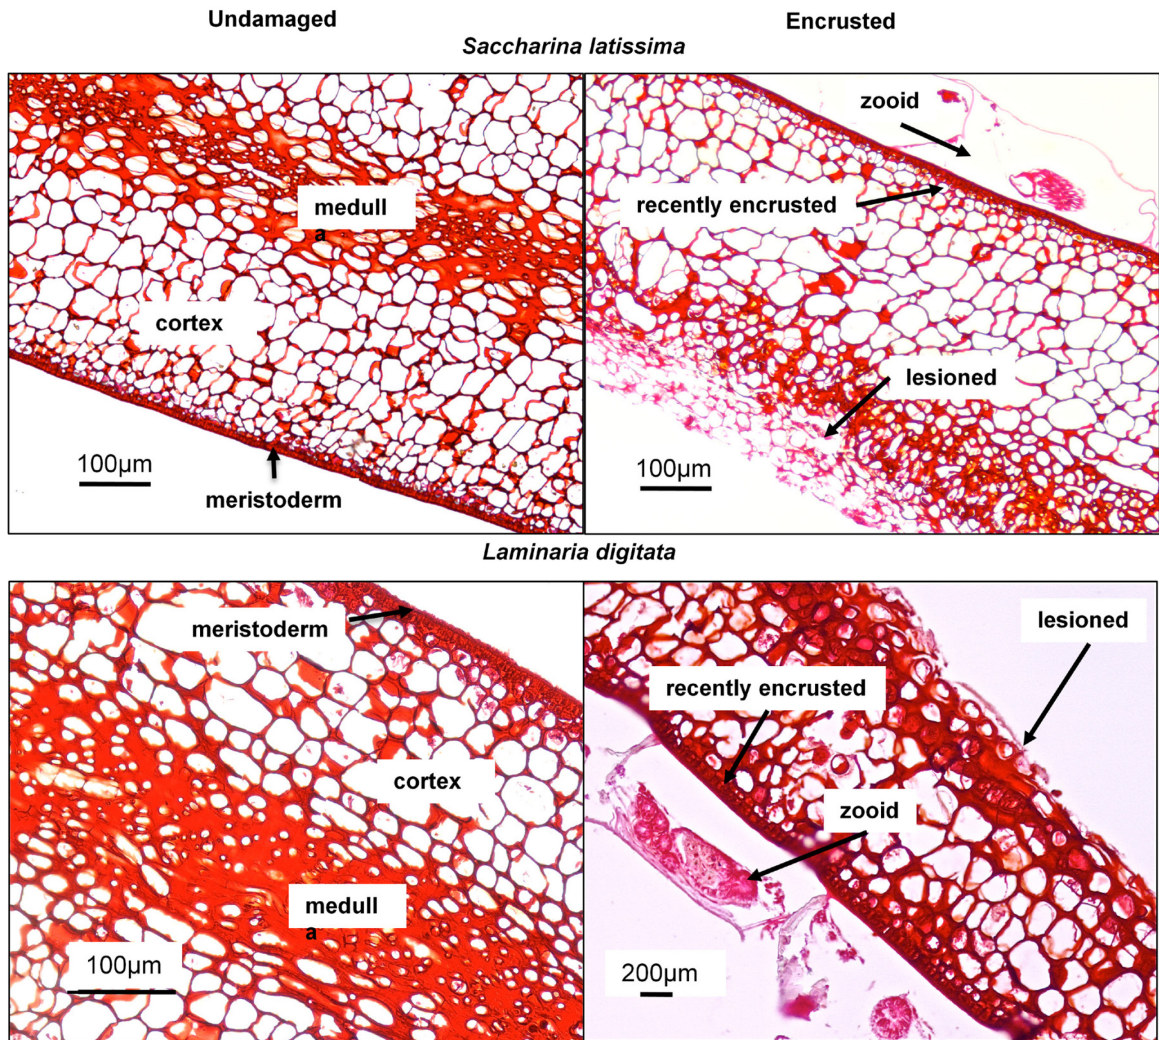 Undamaged
Encrusted
Saccharina latissima
medull
a
cortex
100µm
meristoderm
zooid
recently encrusted
lesioned
100µm
Laminaria digitata
meristoderm
cortex
medull
a
100µm
lesioned
recently encrusted
zooid
200µm